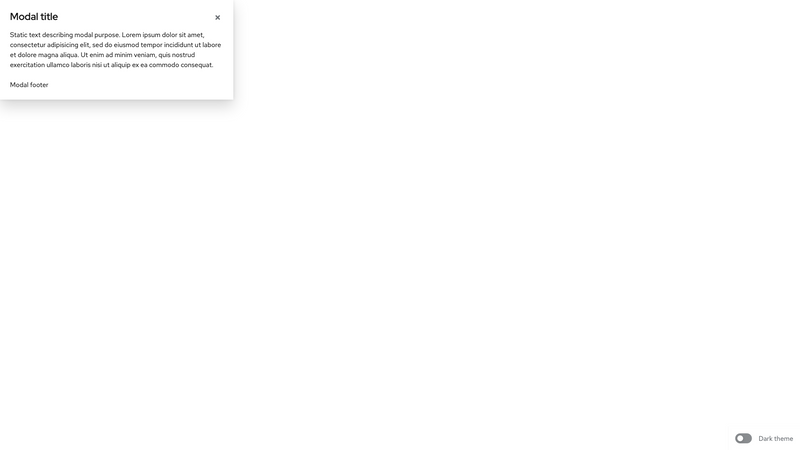 Modal title
Static text describing modal purpose. Lorem ipsum dolor sit amet,
consectetur adipisicing elit, sed do eiusmod tempor incididunt ut labore
et dolore magna aliqua. Ut enim ad minim veniam, quis nostrud
exercitation ullamco laboris nisi ut aliquip ex ea commodo consequat.
Modal footer
Dark theme